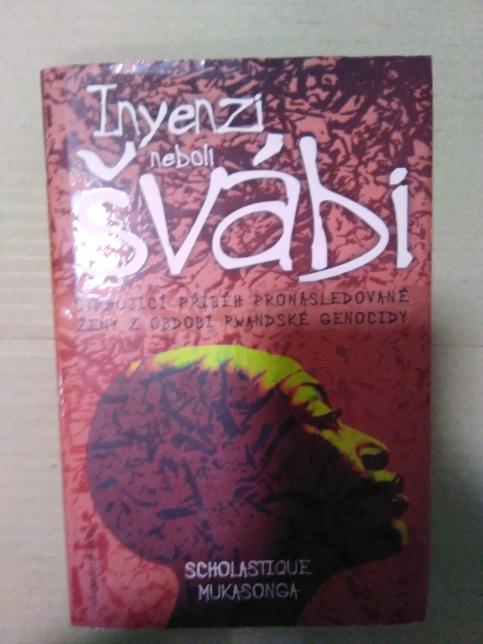 Inyenzi
neboli
švábi
PŘÍBĚH PRONÁSLEDOVANÉ
ŽENY Z OBDOBÍ RWANDSKÉ GENOCIDY
SCHOLASTIQUE
MUKASONGA